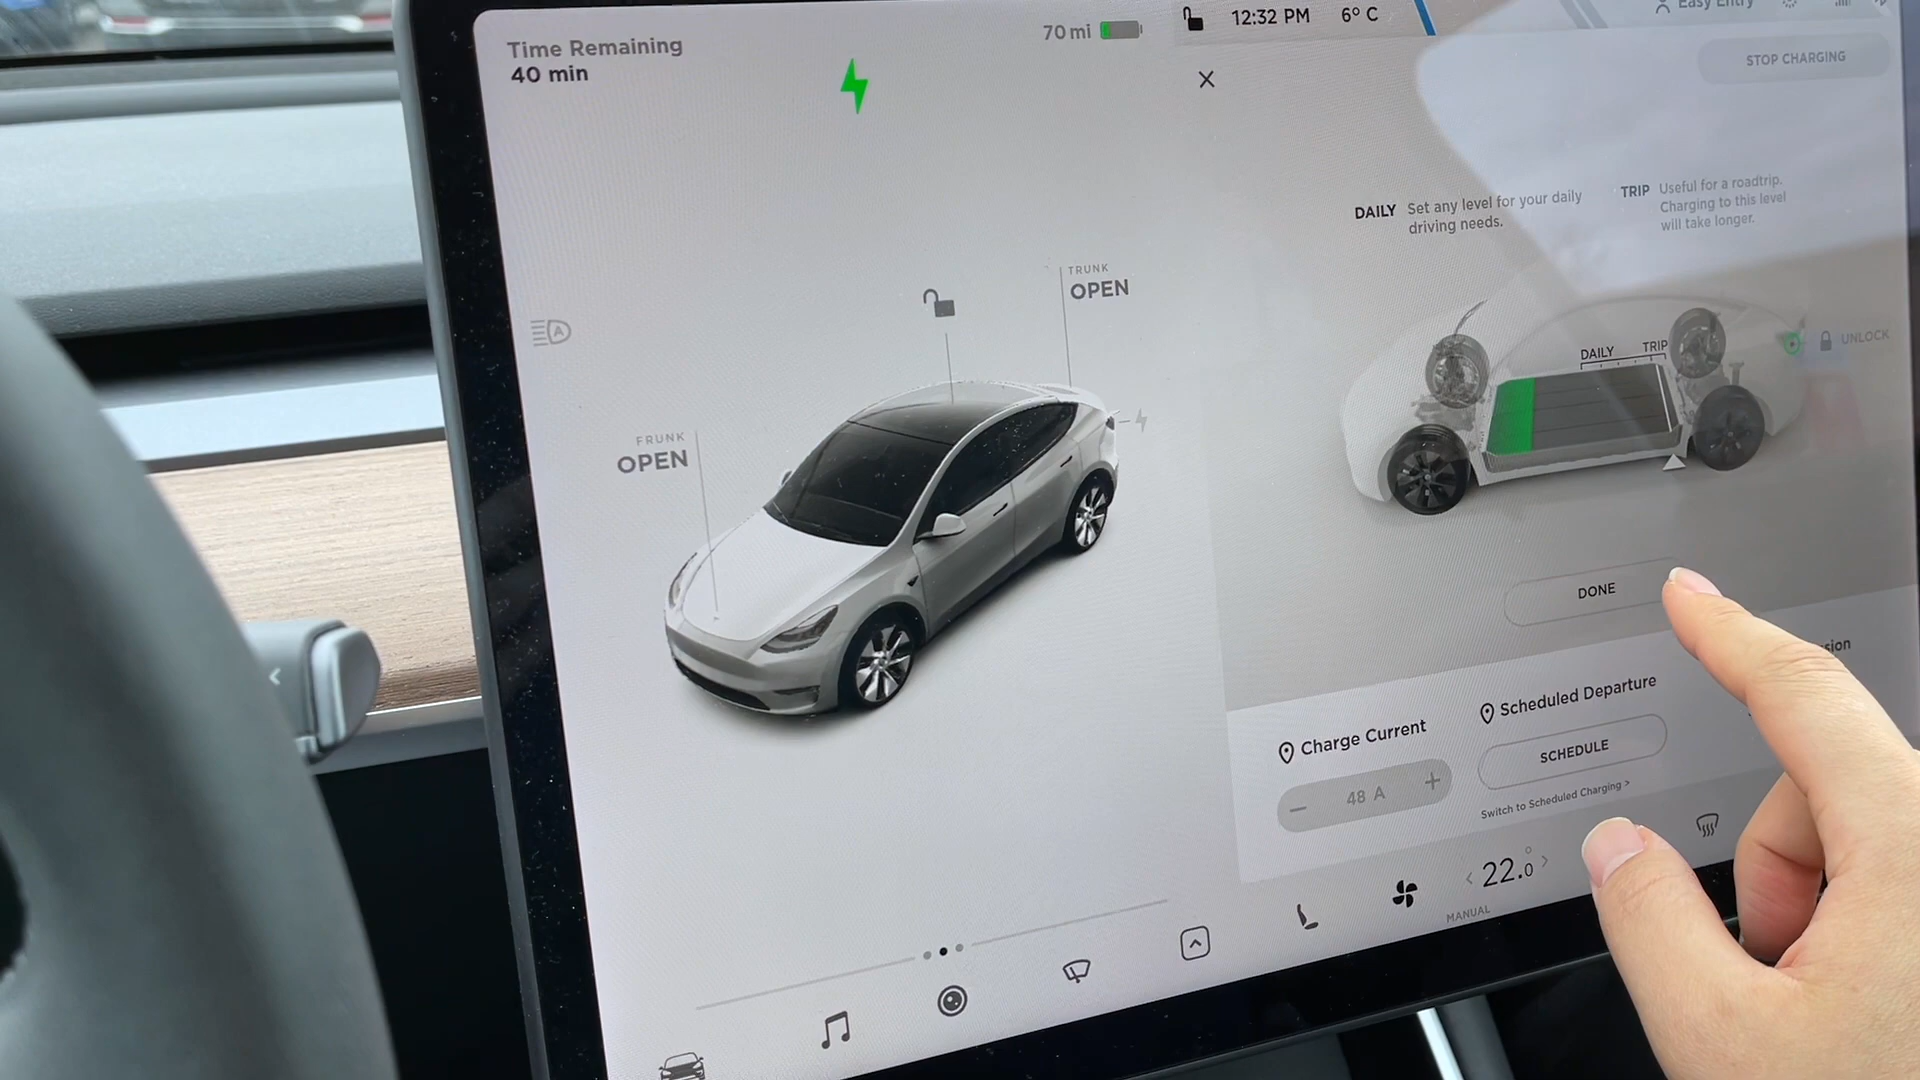 Time Remaining
40 min
70 mi
12:32 PM
6° C
Easy Entry
STOP CHARGING
DAILY Set any level for your daily
driving needs.
TRIP Useful for a roadtrip.
Charging to this level
will take longer.
TRUNK
OPEN
FRUNK
OPEN
A
DAILY
TRIP
UNLOCK
DONE
Charge Current
48 A
Scheduled Departure
SCHEDULE
Switch to Scheduled Charging >
22.0°
MANUAL